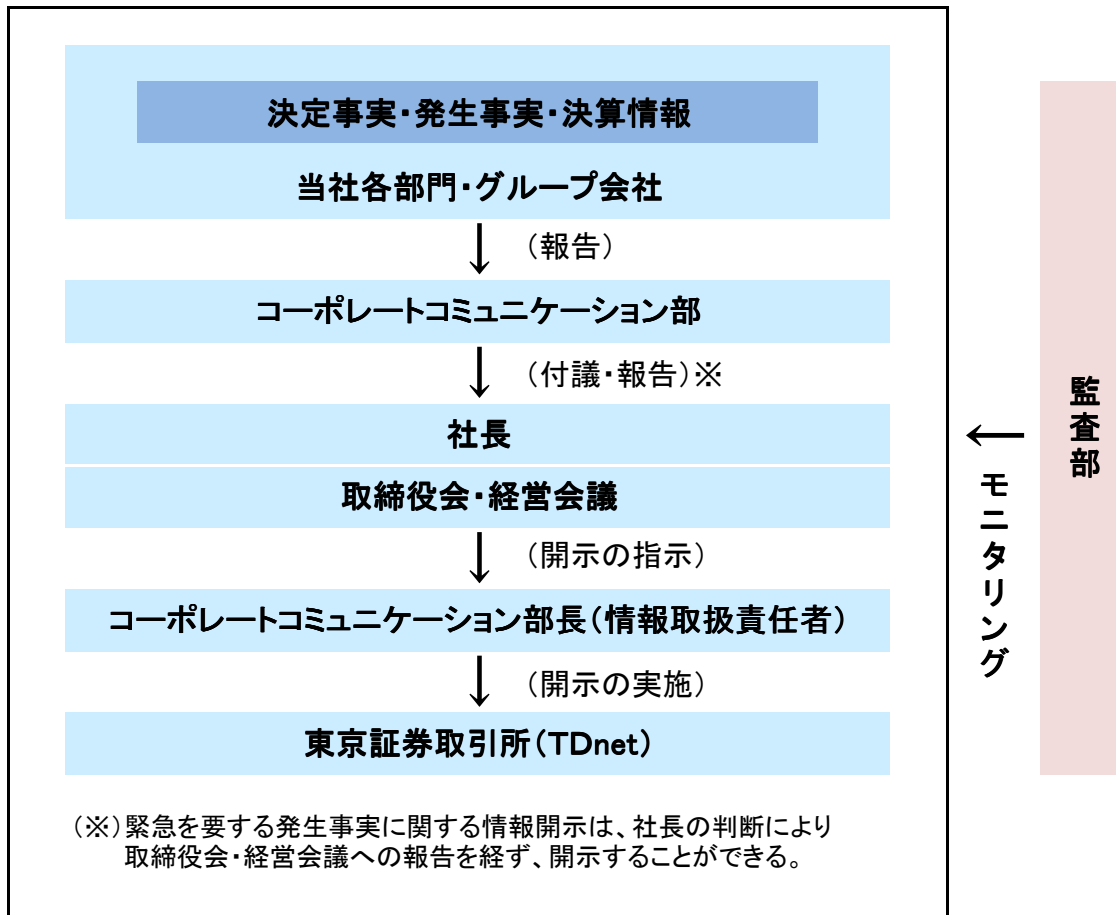 決定事実・発生事実・決算情報
当社各部門・グループ会社
（報告）
コーポレートコミュニケーション部
（付議・報告）※
社長
取締役会・経営会議
（開示の指示）
コーポレートコミュニケーション部長（情報取扱責任者）
（開示の実施）
東京証券取引所（TDnet）
（※）緊急を要する発生事実に関する情報開示は、社長の判断により
取締役会・経営会議への報告を経ず、開示することができる。
モニタリング
監査部